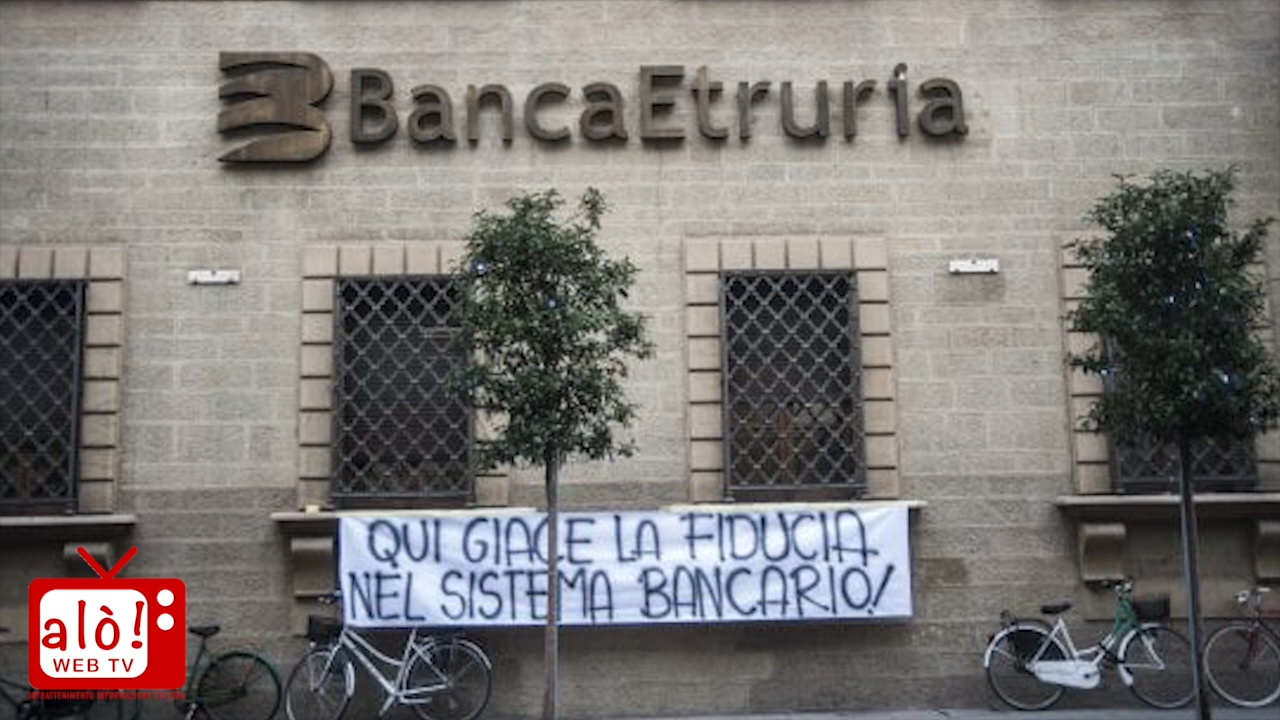 BancaEtruria
QUI GIACE LA FIDUCIA
NEL SISTEMA BANCARIO!
alò!
WEB TV